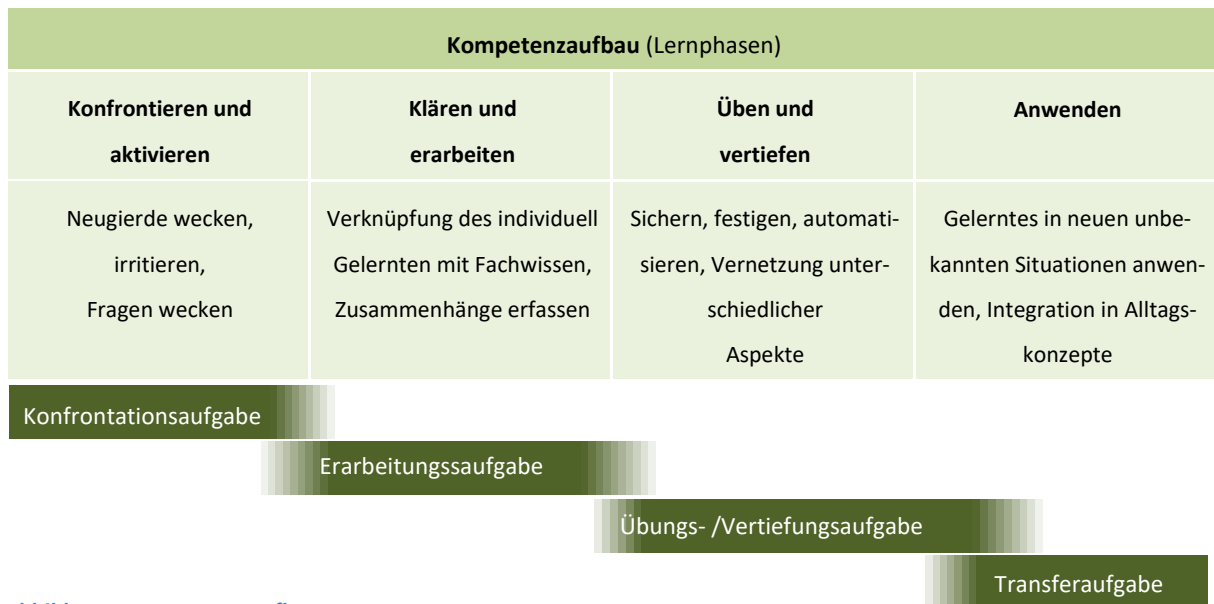 Kompetenzaufbau (Lernphasen)
Konfrontieren und
aktivieren
Klären und
erarbeiten
Üben und
vertiefen
Anwenden
Neugierde wecken,
irritieren,
Fragen wecken
Verknüpfung des individuell
Gelernten mit Fachwissen,
Zusammenhänge erfassen
Sichern, festigen, automati-
sieren, Vernetzung unter-
schiedlicher
Aspekte
Gelerntes in neuen unbe-
kannten Situationen anwen-
den, Integration in Alltags-
konzepte
Konfrontationsaufgabe
Erarbeitungssaufgabe
Übungs- /Vertiefungsaufgabe
Transferaufgabe